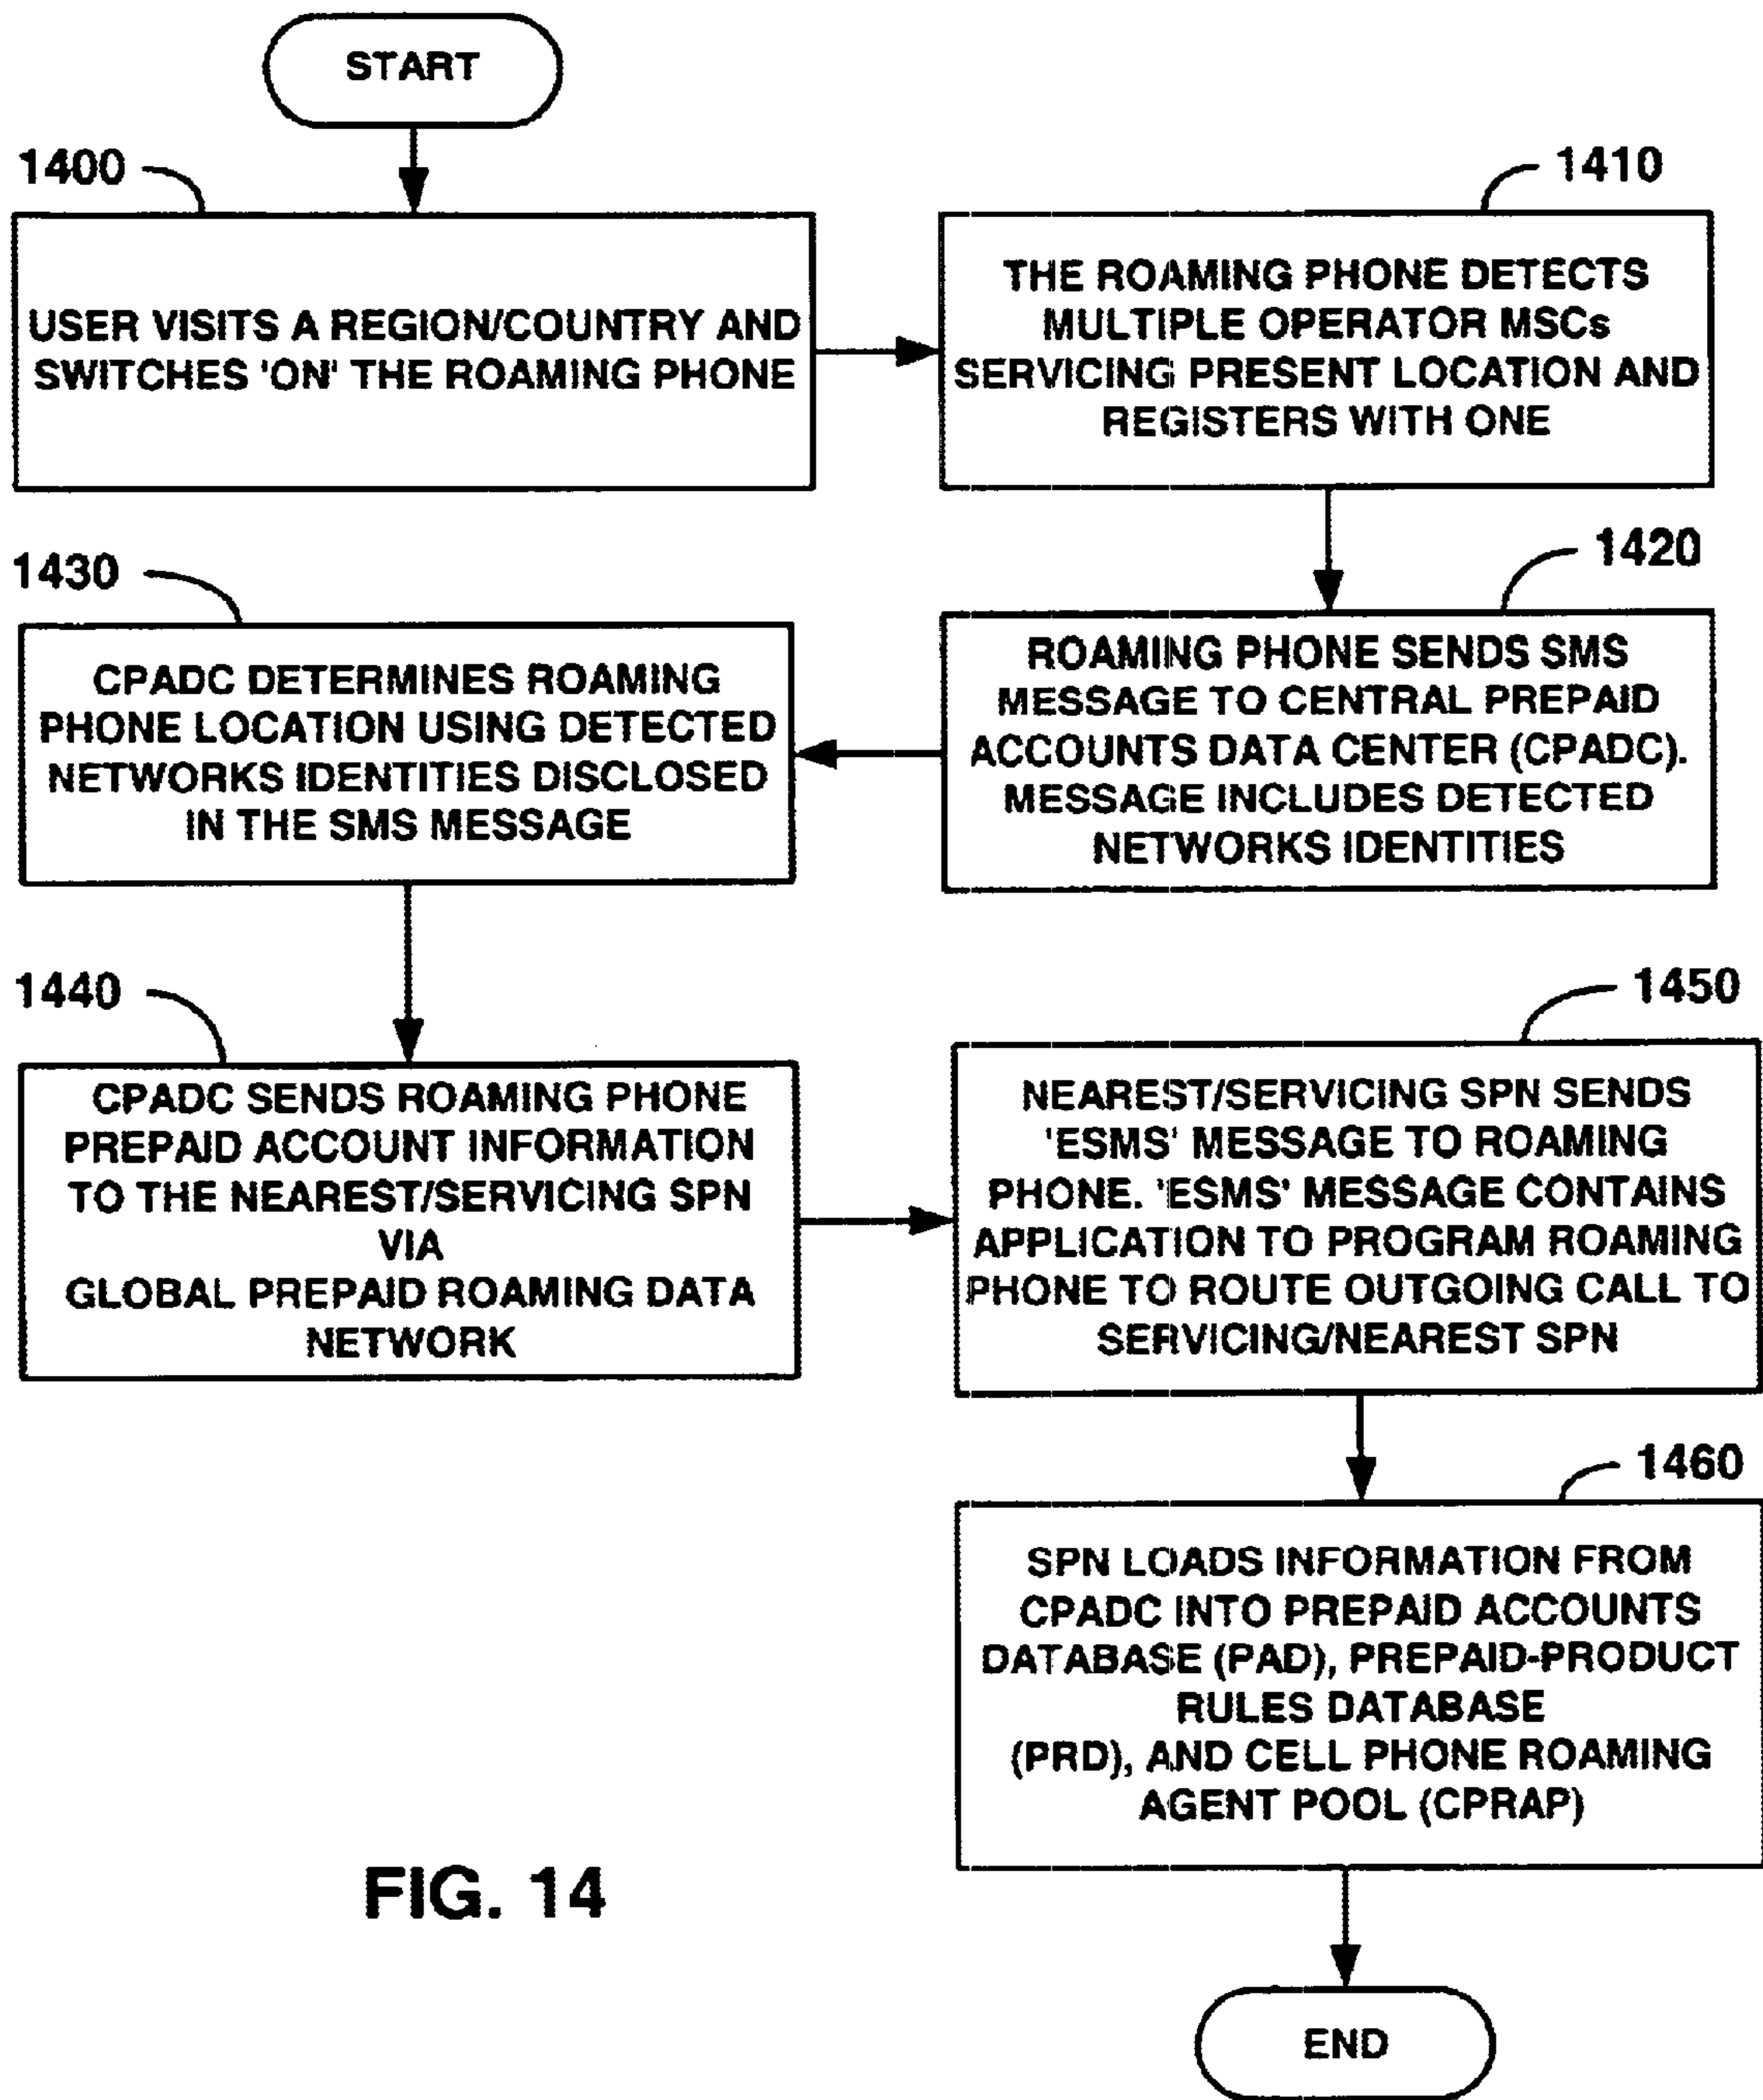 START
1400
USER VISITS A REGION/COUNTRY AND
SWITCHES 'ON' THE ROAMING PHONE
1410
THE ROAMING PHONE DETECTS
MULTIPLE OPERATOR MSCs
SERVICING PRESENT LOCATION AND
REGISTERS WITH ONE
1420
ROAMING PHONE SENDS SMS
MESSAGE TO CENTRAL PREPAID
ACCOUNTS DATA CENTER (CPADC).
MESSAGE INCLUDES DETECTED
NETWORKS IDENTITIES
1430
CPADC DETERMINES ROAMING
PHONE LOCATION USING DETECTED
NETWORKS IDENTITIES DISCLOSED
IN THE SMS MESSAGE
1440
CPADC SENDS ROAMING PHONE
PREPAID ACCOUNT INFORMATION
TO THE NEAREST/SERVICING SPN
VIA
GLOBAL PREPAID ROAMING DATA
NETWORK
1450
NEAREST/SERVICING SPN SENDS
'ESMS' MESSAGE TO ROAMING
PHONE. 'ESMS' MESSAGE CONTAINS
APPLICATION TO PROGRAM ROAMING
PHONE TO ROUTE OUTGOING CALL TO
SERVICING/NEAREST SPN
1460
SPN LOADS INFORMATION FROM
CPADC INTO PREPAID ACCOUNTS
DATABASE (PAD), PREPAID-PRODUCT
RULES DATABASE
(PRD), AND CELL PHONE ROAMING
AGENT POOL (CPRAP)
END
FIG. 14